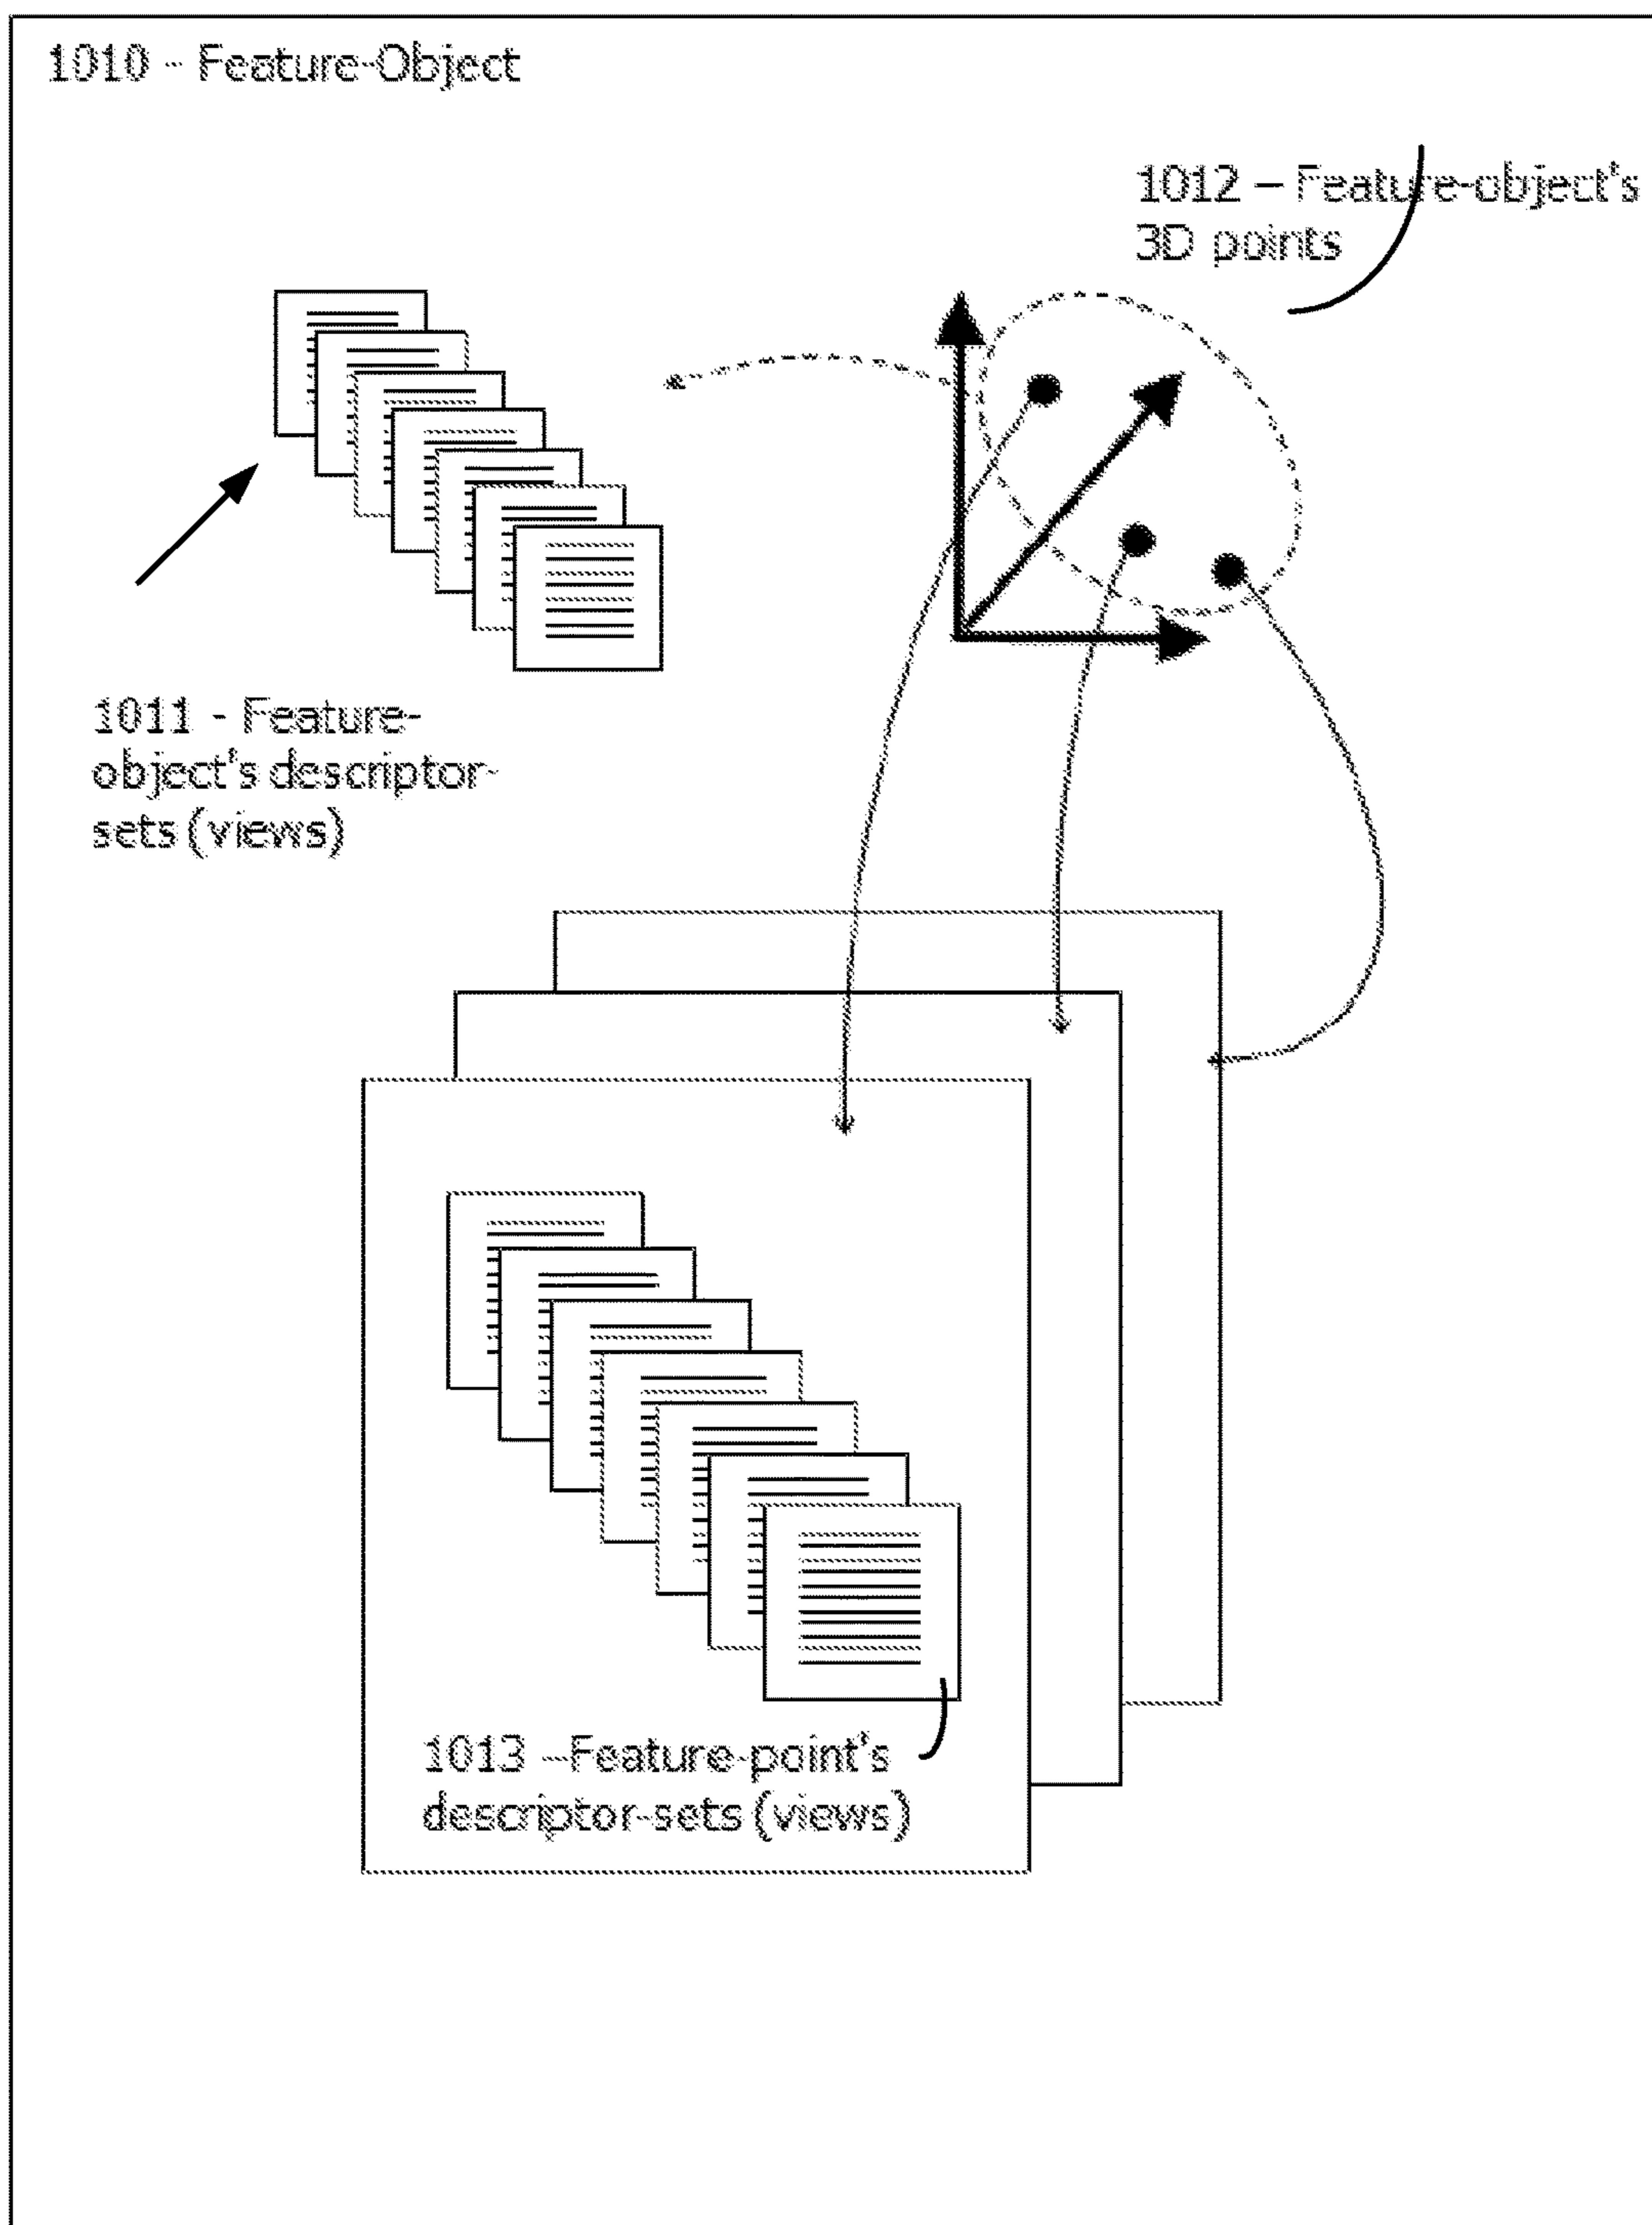 1010 - Feature-Object
1012 – Feature-object's
3D points
1011 - Feature-
object's descriptor-
sets (views)
1013 –Feature-point's
descriptor-sets (views)